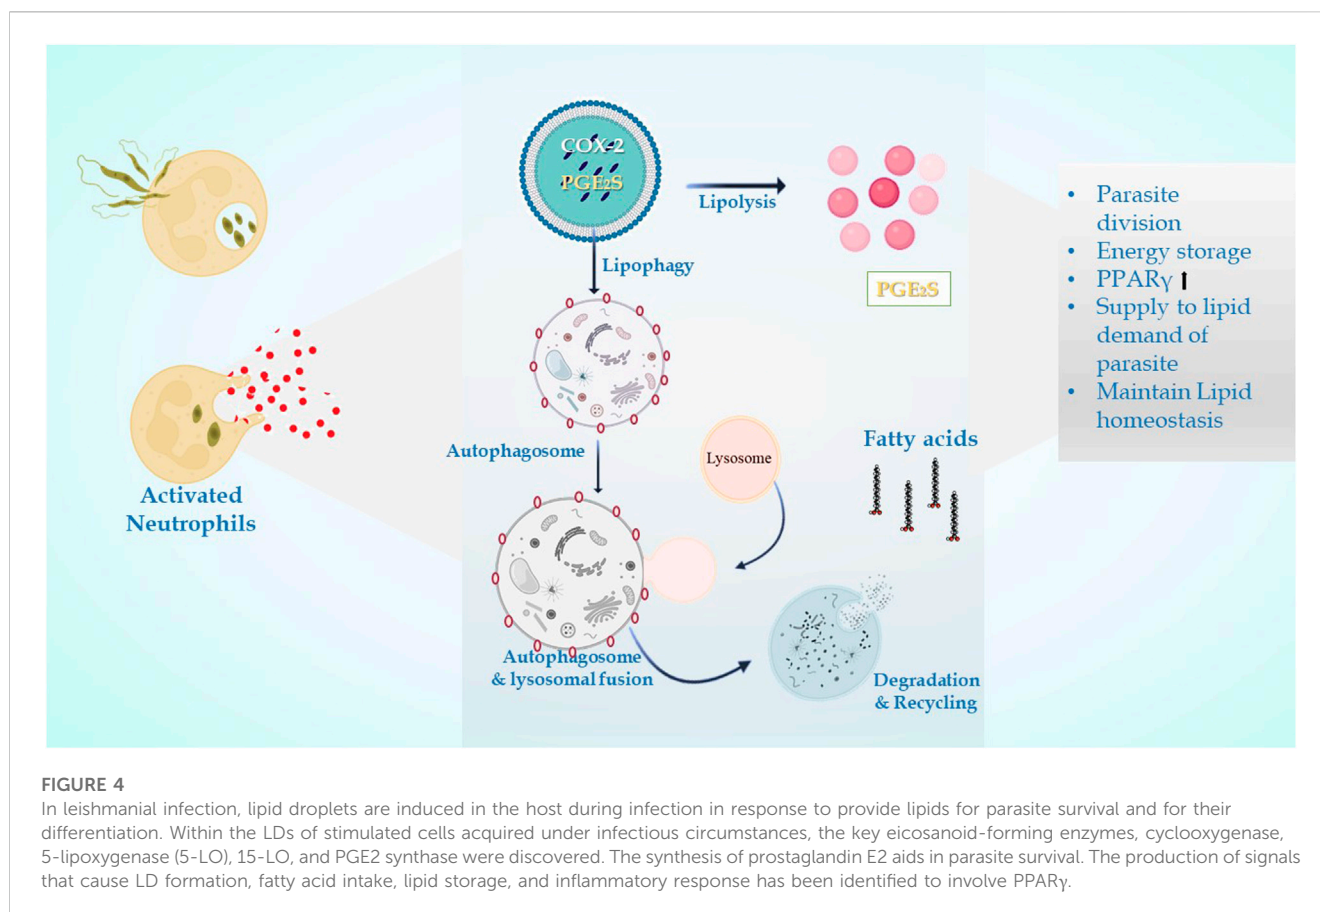 COX-2
PGE2S
Lipolysis
Lipophagy
PGE2S
• Parasite
division
• Energy storage
• PPARγ
• Supply to lipid
demand of
parasite
• Maintain Lipid
homeostasis
Activated
Neutrophils
Autophagosome
Lysosome
Fatty acids
Autophagosome
& lysosomal fusion
Degradation
& Recycling
FIGURE 4
In leishmanial infection, lipid droplets are induced in the host during infection in response to provide lipids for parasite survival and for their
differentiation. Within the LDs of stimulated cells acquired under infectious circumstances, the key eicosanoid-forming enzymes, cyclooxygenase,
5-lipoxygenase (5-LO), 15-LO, and PGE2 synthase were discovered. The synthesis of prostaglandin E2 aids in parasite survival. The production of signals
that cause LD formation, fatty acid intake, lipid storage, and inflammatory response has been identified to involve PPARγ.